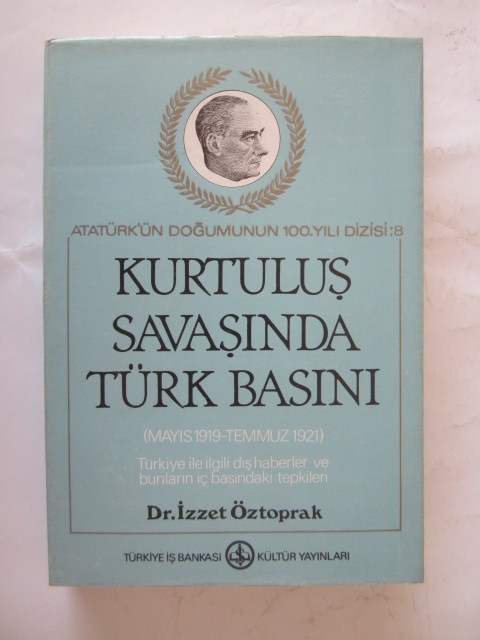 ATATÜRK'ÜN DOĞUMUNUN 100.YILI DİZİSİ:8
KURTULUŞ
SAVAŞINDA
TÜRK BASINI
(MAYIS 1919-TEMMUZ 1921)
Türkiye ile ilgili dış haberler ve
bunların iç basındaki tepkileri
Dr.İzzet Öztoprak
TÜRKİYE İŞ BANKASI KÜLTÜR YAYINLARI